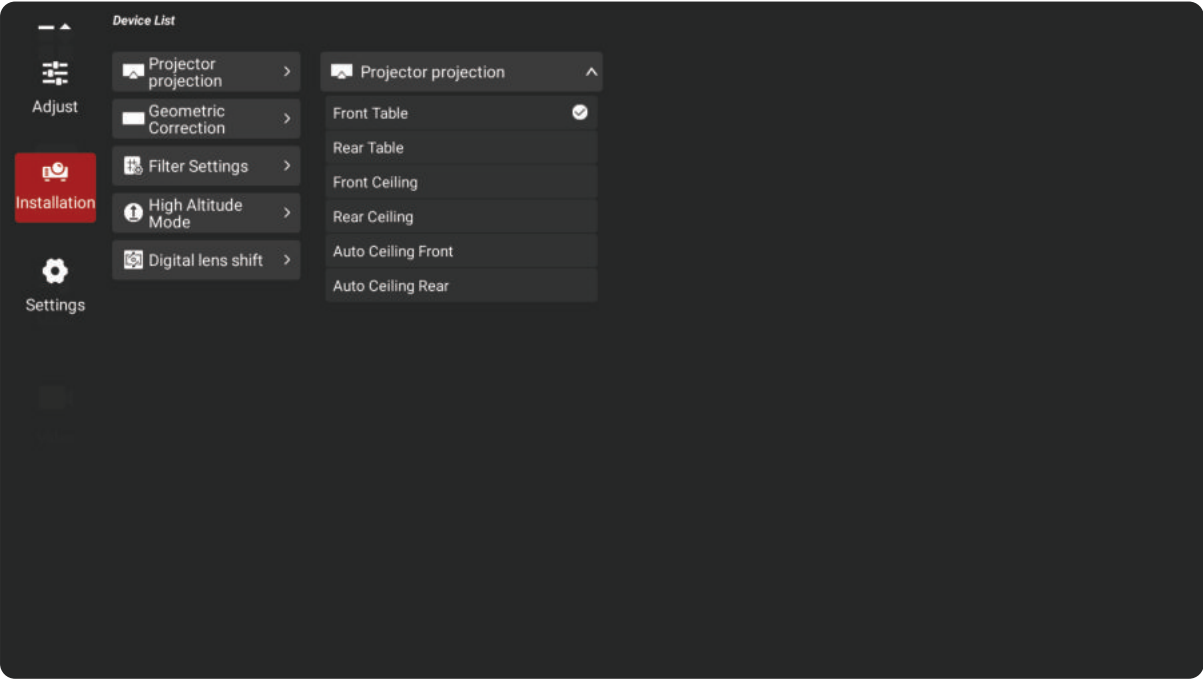 Device List
Adjust
Installation
Settings
Projector
projection
Geometric
Correction
Filter Settings
High Altitude
Mode
Digital lens shift
Projector projection
Front Table
Rear Table
Front Ceiling
Rear Ceiling
Auto Ceiling Front
Auto Ceiling Rear